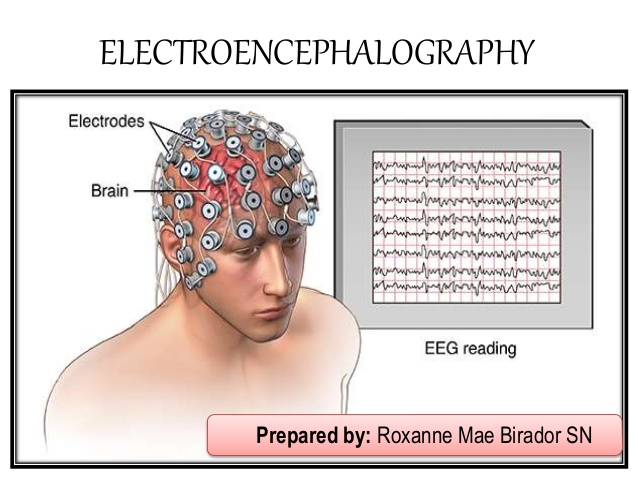 ELECTROENCEPHALOGRAPHY
Electrodes
Brain
EEG reading
Prepared by: Roxanne Mae Birador SN